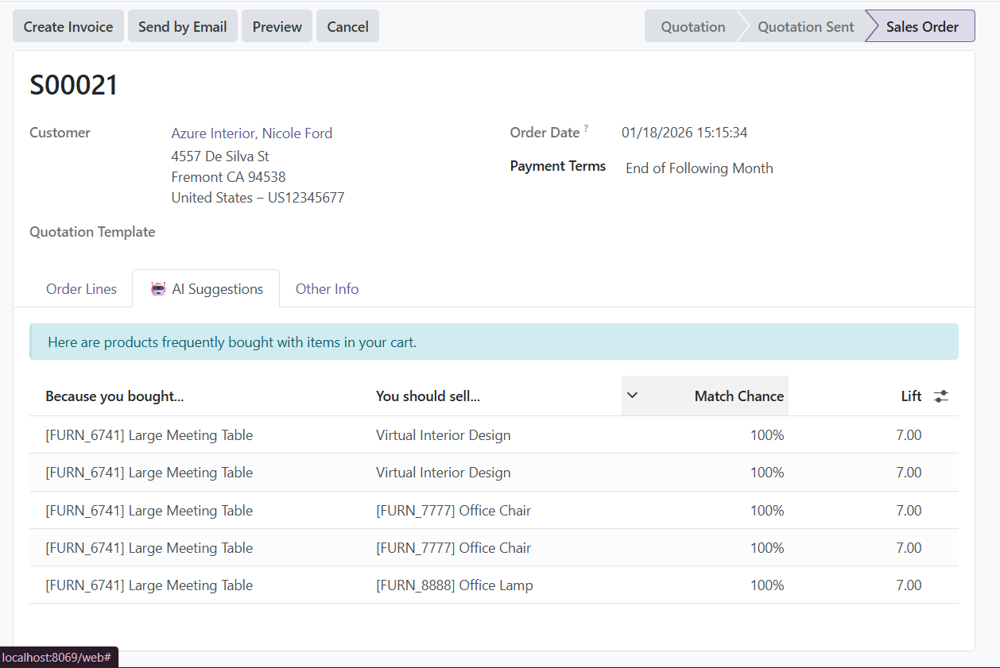 Create Invoice Send by Email Preview Cancel Quotation Quotation Sent Sales Order
S00021
Customer Azure Interior, Nicole Ford Order Date ? 01/18/2026 15:15:34
4557 De Silva St
Fremont CA 94538
United States – US12345677
Payment Terms End of Following Month
Quotation Template
Order Lines AI Suggestions Other Info
Here are products frequently bought with items in your cart.
Because you bought... You should sell... Match Chance Lift
[FURN_6741] Large Meeting Table Virtual Interior Design 100% 7.00
[FURN_6741] Large Meeting Table Virtual Interior Design 100% 7.00
[FURN_6741] Large Meeting Table [FURN_7777] Office Chair 100% 7.00
[FURN_6741] Large Meeting Table [FURN_7777] Office Chair 100% 7.00
[FURN_6741] Large Meeting Table [FURN_8888] Office Lamp 100% 7.00
localhost:8069/web#